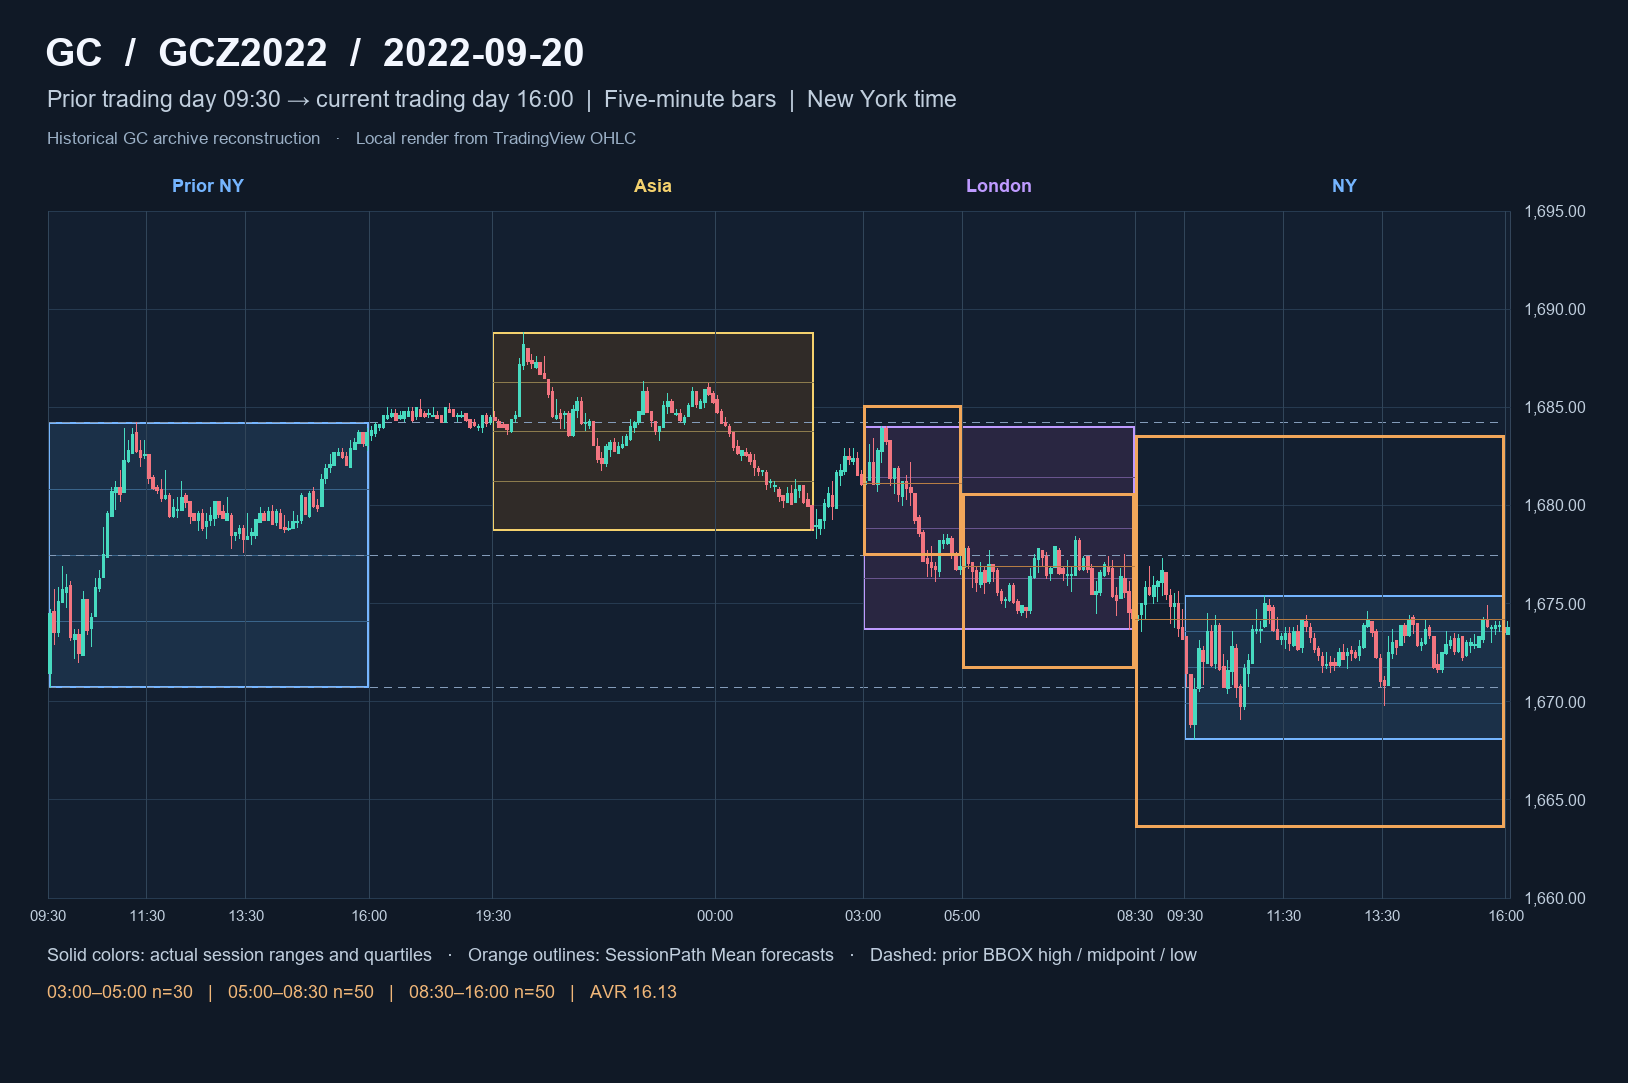 GC / GCZ2022 / 2022-09-20
Prior trading day 09:30 → current trading day 16:00 | Five-minute bars | New York time
Historical GC archive reconstruction · Local render from TradingView OHLC
Prior NY Asia London NY
1,695.00
1,690.00
1,685.00
1,680.00
1,675.00
1,670.00
1,665.00
1,660.00
09:30 11:30 13:30 16:00 19:30 00:00 03:00 05:00 08:30 09:30 11:30 13:30 16:00
Solid colors: actual session ranges and quartiles · Orange outlines: SessionPath Mean forecasts · Dashed: prior BBOX high / midpoint / low
03:00–05:00 n=30 | 05:00–08:30 n=50 | 08:30–16:00 n=50 | AVR 16.13